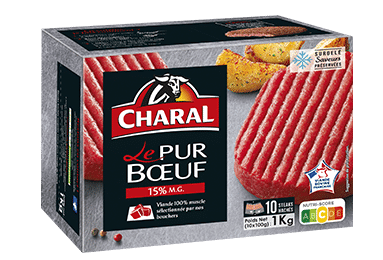 SURGELÉ
Saveurs
PRÉSERVÉES
CHARAL
Le PUR
BŒUF
15% M.G.
Viande 100% muscle
sélectionnée par nos
bouchers
VIANDE
BOVINE
FRANÇAISE
10 STEAKS
HACHÉS
Poids Net
(10x100g) 1Kg
NUTRI-SCORE
A B C D E